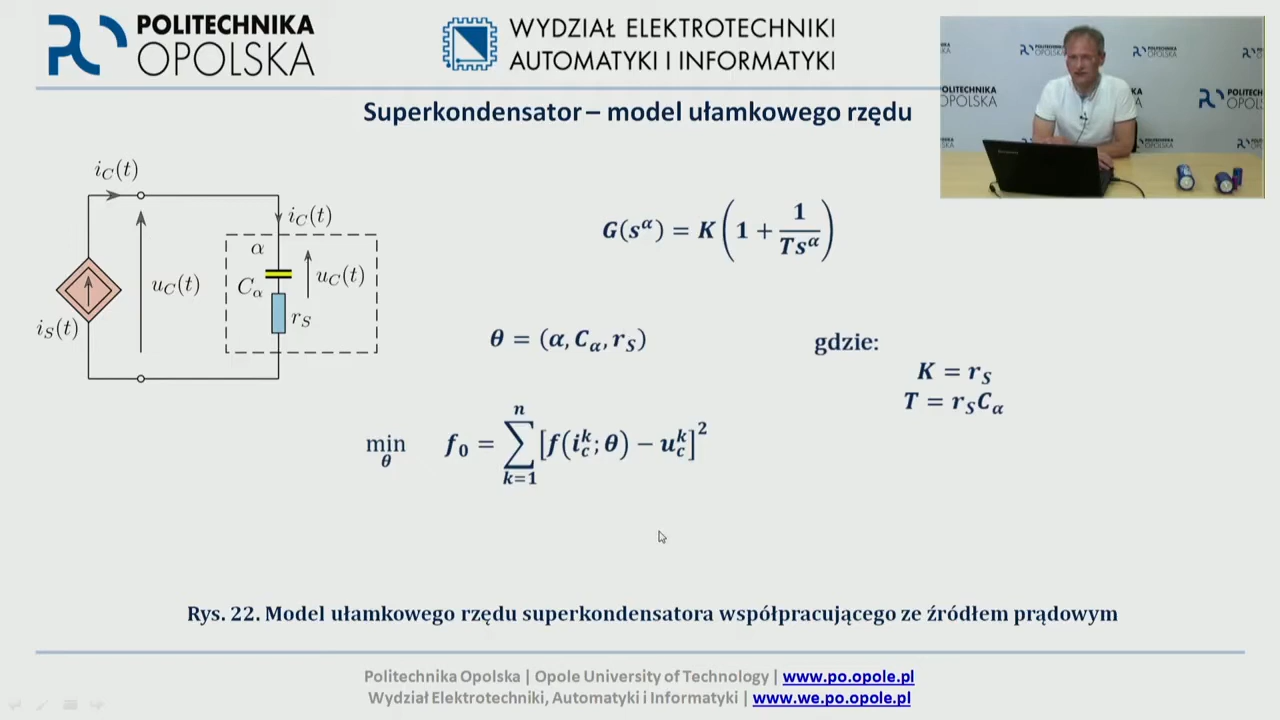 POLITECHNIKA
OPOLSKA
WYDZIAŁ ELEKTROTECHNIKI
AUTOMATYKI I INFORMATYKI
Superkondensator – model ułamkowego rzędu
i_C(t)
i_C(t)
α
u_C(t)
C_α
u_C(t)
r_S
i_S(t)
G(s^α) = K(1 + 1/(Ts^α))
θ = (α, C_α, r_S)
gdzie:
K = r_S
T = r_S C_α
min_θ f_0 = ∑_{k=1}^{n} [f(i_c^k; θ) − u_c^k]^2
Rys. 22. Model ułamkowego rzędu superkondensatora współpracującego ze źródłem prądowym
Politechnika Opolska | Opole University of Technology | www.po.opole.pl
Wydział Elektrotechniki, Automatyki i Informatyki | www.we.po.opole.pl